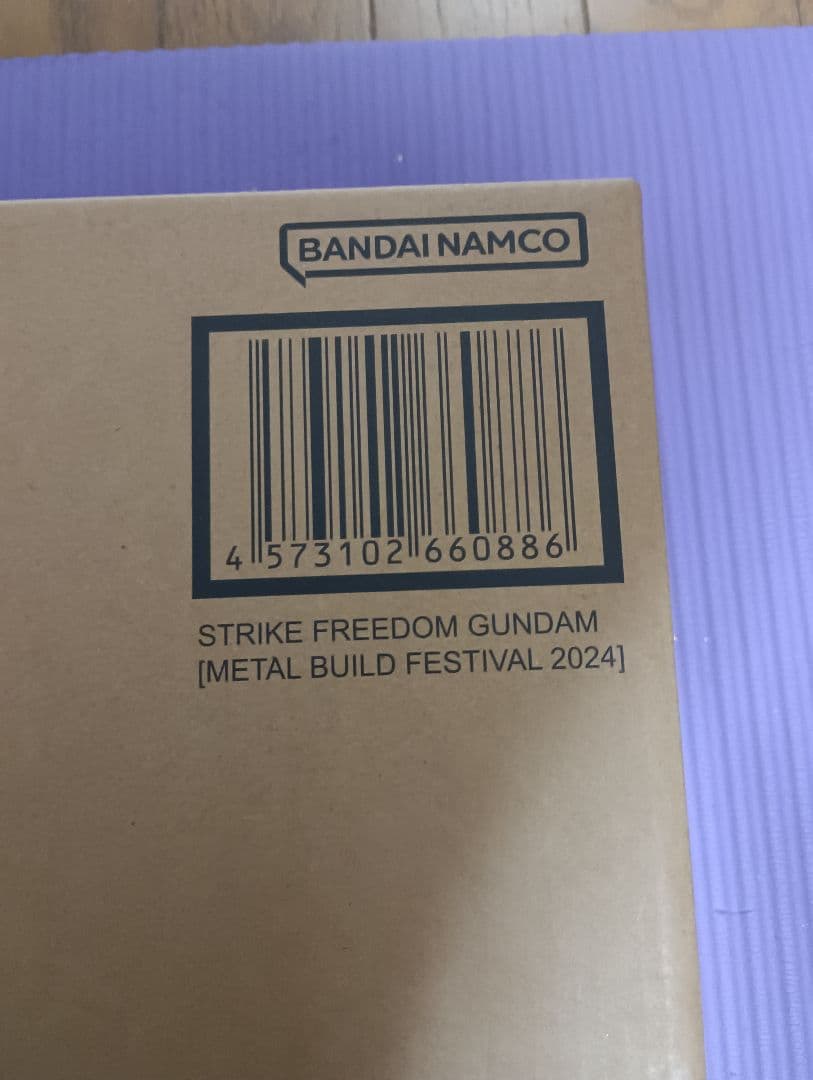 BANDAI NAMCO
4 573102 660886
STRIKE FREEDOM GUNDAM
[METAL BUILD FESTIVAL 2024]